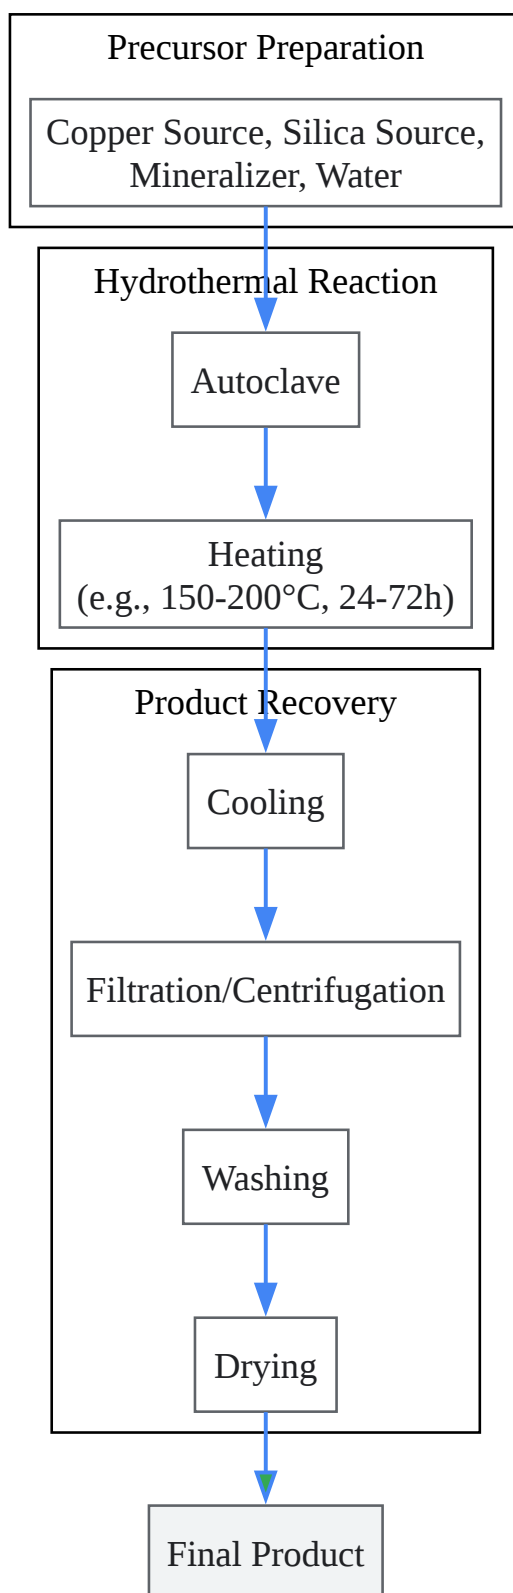 Precursor Preparation
Copper Source, Silica Source,
Mineralizer, Water
Hydrothermal Reaction
Autoclave
Heating
(e.g., 150-200°C, 24-72h)
Product Recovery
Cooling
Filtration/Centrifugation
Washing
Drying
Final Product